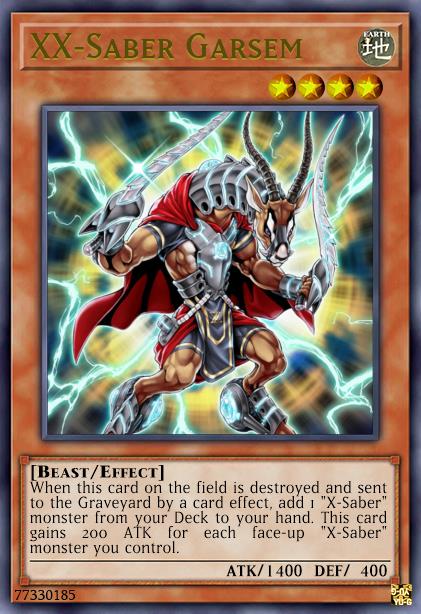 XX-Saber Garsem
EARTH
地
[Beast/Effect]
When this card on the field is destroyed and sent
to the Graveyard by a card effect, add 1 "X-Saber"
monster from your Deck to your hand. This card
gains 200 ATK for each face-up "X-Saber"
monster you control.
ATK/1400 DEF/ 400
77330185